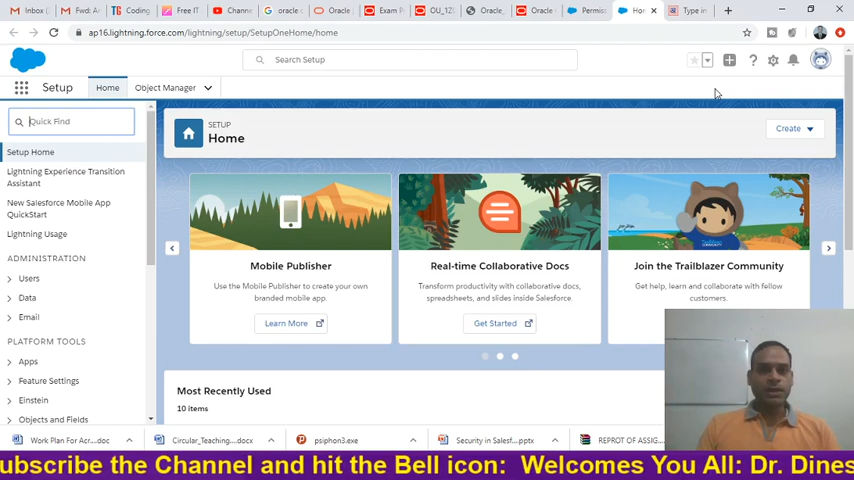 Inbox (
Fwd: A
Coding
Free IT
Channe
oracle c
Oracle
Exam P
OU_1Z0
Oracle_
Oracle s
Permis
Hor
Type in
ap16.lightning.force.com/lightning/setup/SetupOneHome/home
Search Setup
Setup
Home
Object Manager
Quick Find
Setup Home
Lightning Experience Transition
Assistant
New Salesforce Mobile App
QuickStart
Lightning Usage
ADMINISTRATION
Users
Data
Email
PLATFORM TOOLS
Apps
Feature Settings
Einstein
Objects and Fields
SETUP
Home
Create
Mobile Publisher
Use the Mobile Publisher to create your own
branded mobile app.
Learn More
Real-time Collaborative Docs
Transform productivity with collaborative docs,
spreadsheets, and slides inside Salesforce.
Get Started
Join the Trailblazer Community
Get help, learn and collaborate with fellow
customers.
Most Recently Used
10 items
Work Plan For Acr....doc
Circular_Teaching....docx
psiphon3.exe
Security in Salesf....pptx
REPROT OF ASSIG
ubscribe the Channel and hit the Bell icon: Welcomes You All: Dr. Dines